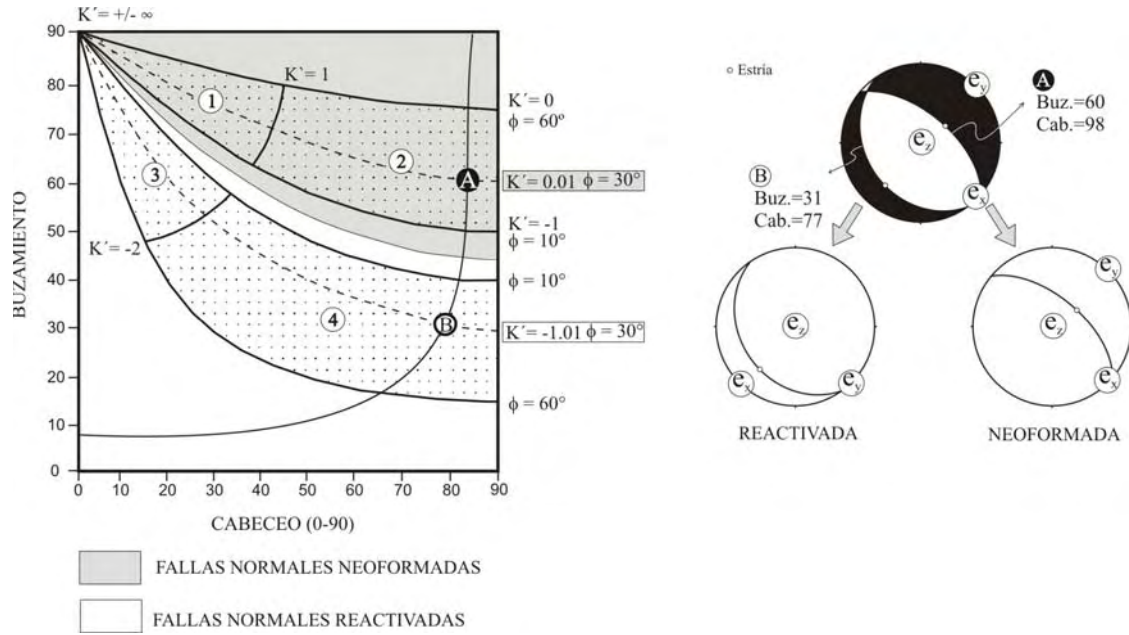 K´= +/- ∞
90
80
70
60
50
40
30
20
10
0
BUZAMIENTO
0 10 20 30 40 50 60 70 80 90
CABECEO (0-90)
K`= 1
1
2
3
4
K´= -2
A
B
K´= 0
ϕ = 60º
K´= 0.01 ϕ = 30°
K´= -1
ϕ = 10°
ϕ = 10°
K´= -1.01 ϕ = 30°
ϕ = 60°
FALLAS NORMALES NEOFORMADAS
FALLAS NORMALES REACTIVADAS
Estría
A
Buz.=60
Cab.=98
B
Buz.=31
Cab.=77
ey
ez
ex
ez
ex
ey
REACTIVADA
ey
ez
ex
NEOFORMADA